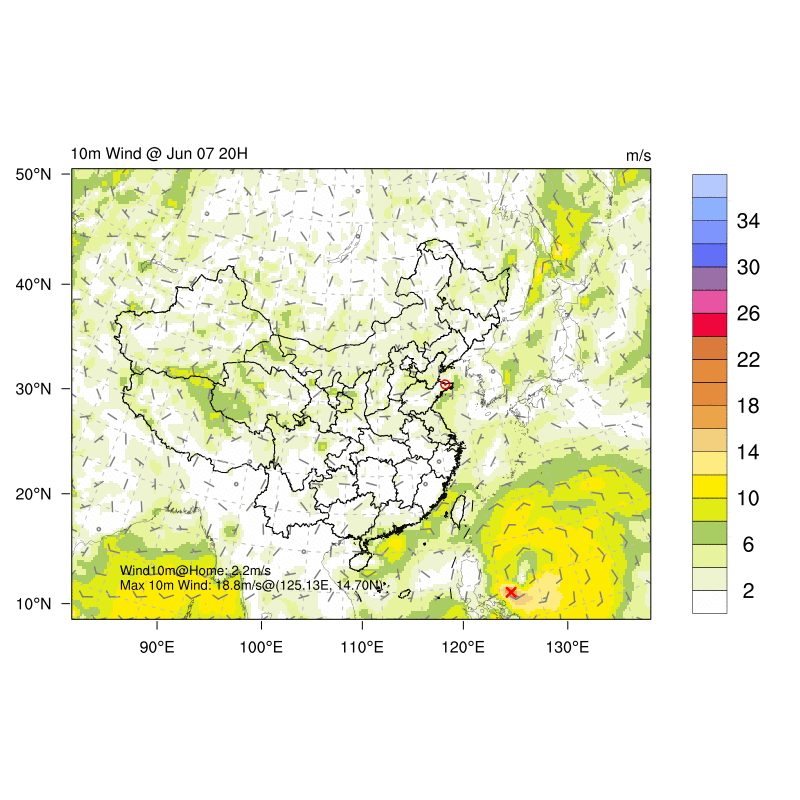 10m Wind @ Jun 07 20H
m/s
50°N
40°N
30°N
20°N
10°N
90°E
100°E
110°E
120°E
130°E
Wind10m@Home: 2.2m/s
Max 10m Wind: 18.8m/s@(125.13E, 14.70N)
34
30
26
22
18
14
10
6
2